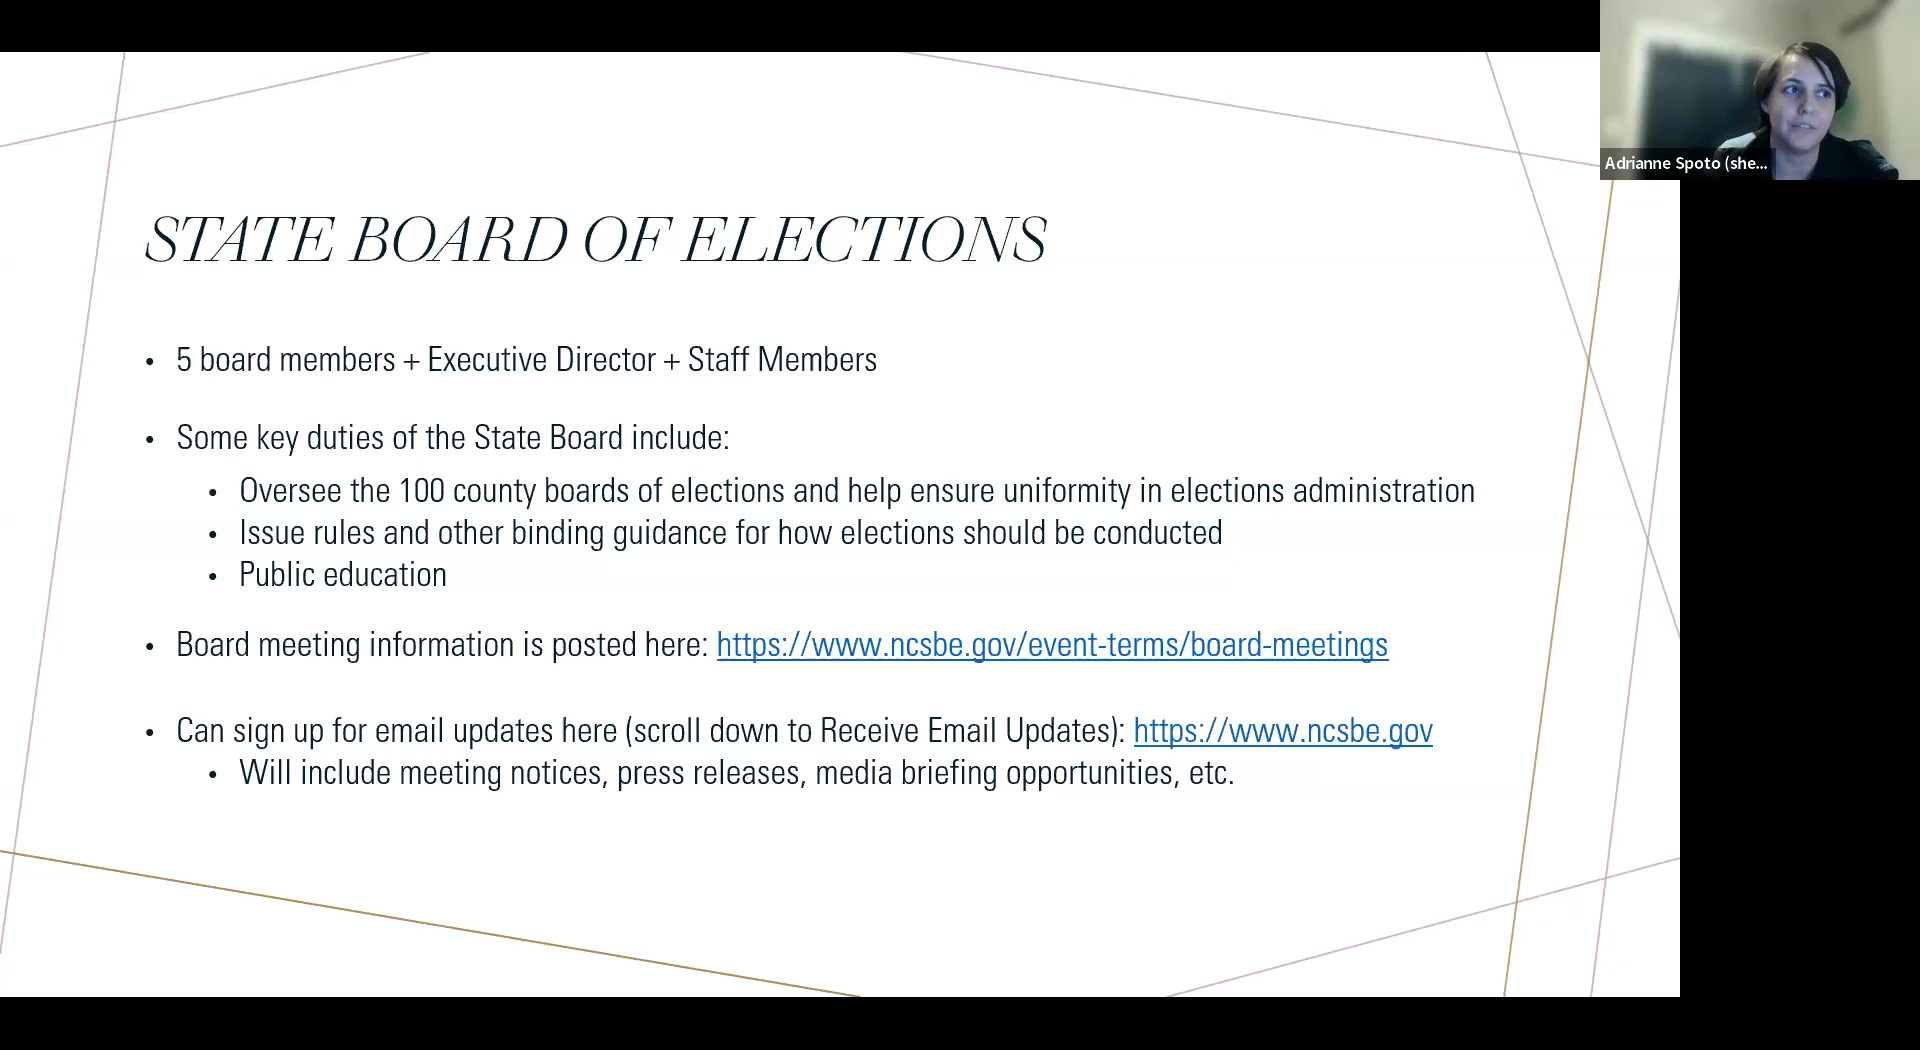 STATE BOARD OF ELECTIONS
• 5 board members + Executive Director + Staff Members
• Some key duties of the State Board include:
• Oversee the 100 county boards of elections and help ensure uniformity in elections administration
• Issue rules and other binding guidance for how elections should be conducted
• Public education
• Board meeting information is posted here: https://www.ncsbe.gov/event-terms/board-meetings
• Can sign up for email updates here (scroll down to Receive Email Updates): https://www.ncsbe.gov
• Will include meeting notices, press releases, media briefing opportunities, etc.
Adrianne Spoto (she...